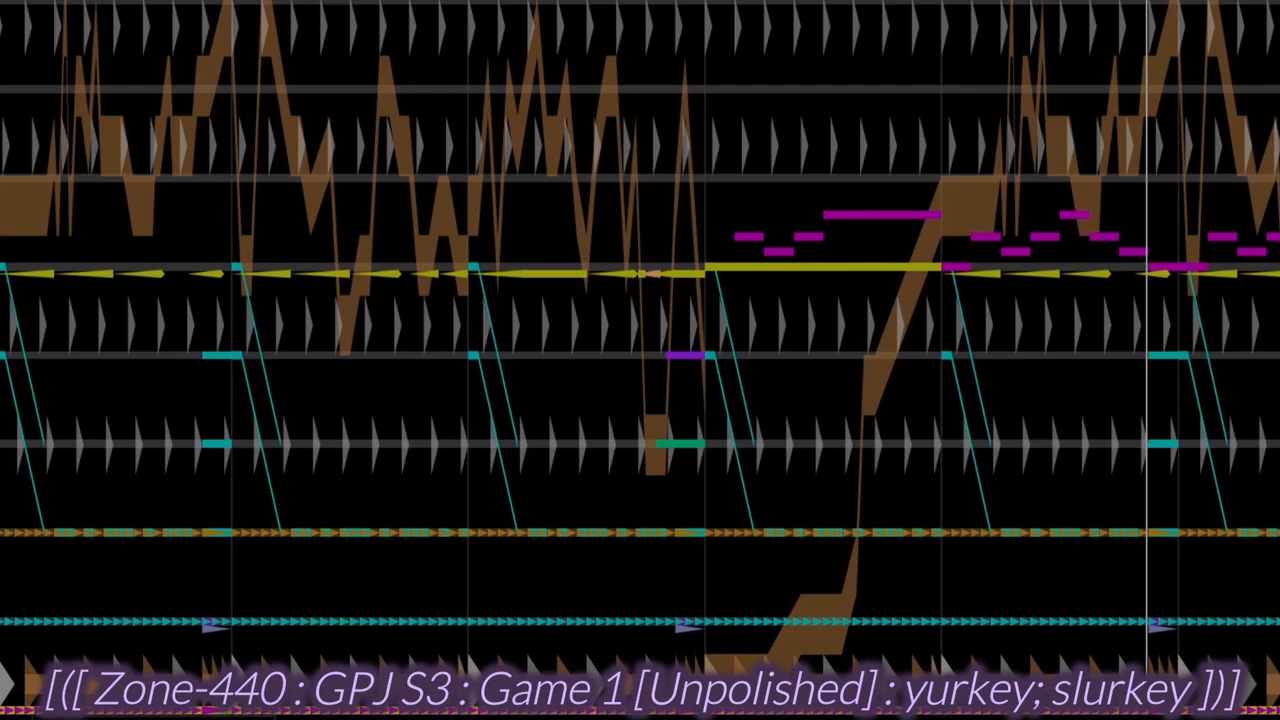 [([ Zone-440 : GPJ S3 : Game 1 [Unpolished] : yurkey; slurkey ])]